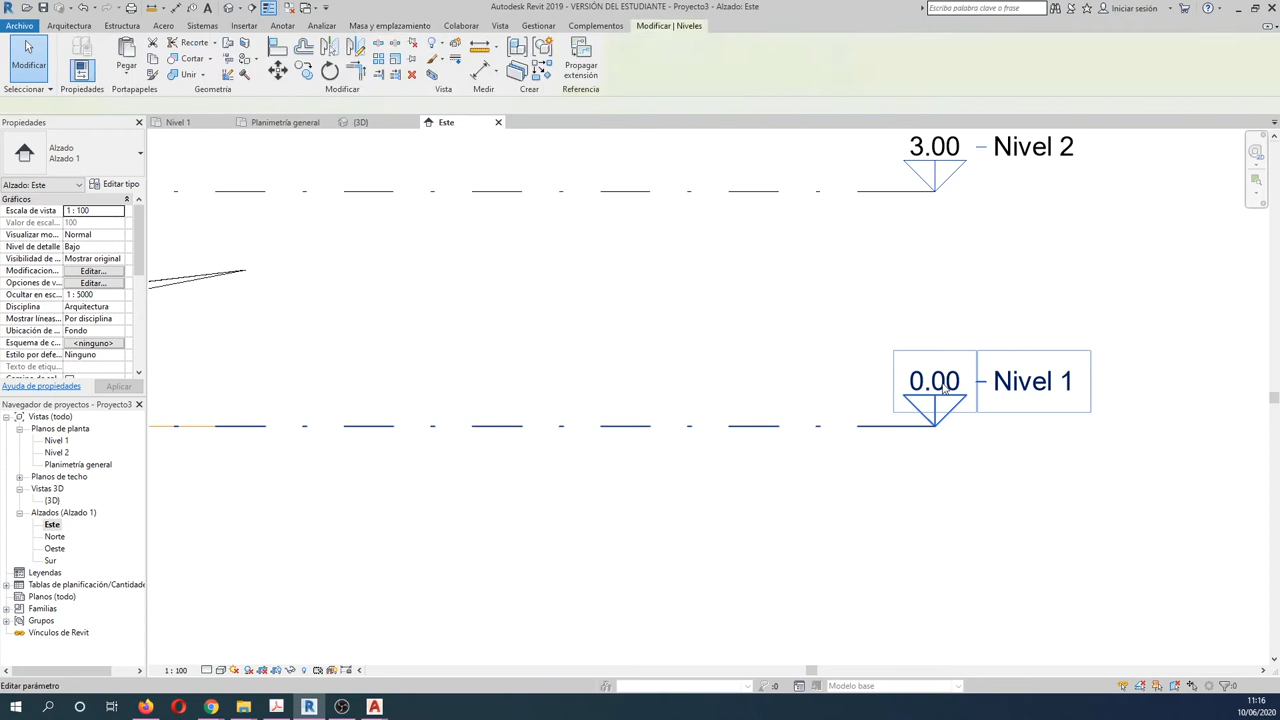 Autodesk Revit 2019 - VERSIÓN DEL ESTUDIANTE - Proyecto3 - Alzado: Este
Escriba palabra clave o frase
Iniciar sesión
Archivo Arquitectura Estructura Acero Sistemas Insertar Anotar Analizar Masa y emplazamiento Colaborar Vista Gestionar Complementos Modificar | Niveles
Modificar
Propiedades
Pegar
Recorte
Cortar
Unir
Propagar
extensión
Seleccionar Propiedades Portapapeles Geometría Modificar Vista Medir Crear Referencia
Propiedades
Nivel 1 Planimetría general {3D} Este
Alzado
Alzado 1
Alzado: Este Editar tipo
Gráficos
Escala de vista 1 : 100
Valor de escal... 100
Visualizar mo... Normal
Nivel de detalle Bajo
Visibilidad de ... Mostrar original
Modificacion... Editar...
Opciones de v... Editar...
Ocultar en esc... 1 : 5000
Disciplina Arquitectura
Mostrar líneas... Por disciplina
Ubicación de ... Fondo
Esquema de c... <ninguno>
Estilo por defe... Ninguno
Texto de etiqu...
Ayuda de propiedades Aplicar
Navegador de proyectos - Proyecto3
Vistas (todo)
Planos de planta
Nivel 1
Nivel 2
Planimetría general
Planos de techo
Vistas 3D
{3D}
Alzados (Alzado 1)
Este
Norte
Oeste
Sur
Leyendas
Tablas de planificación/Cantidade
Planos (todo)
Familias
Grupos
Vínculos de Revit
3.00 Nivel 2
0.00 Nivel 1
1 : 100
Editar parámetro
:0
Modelo base
:0
11:16
10/06/2020